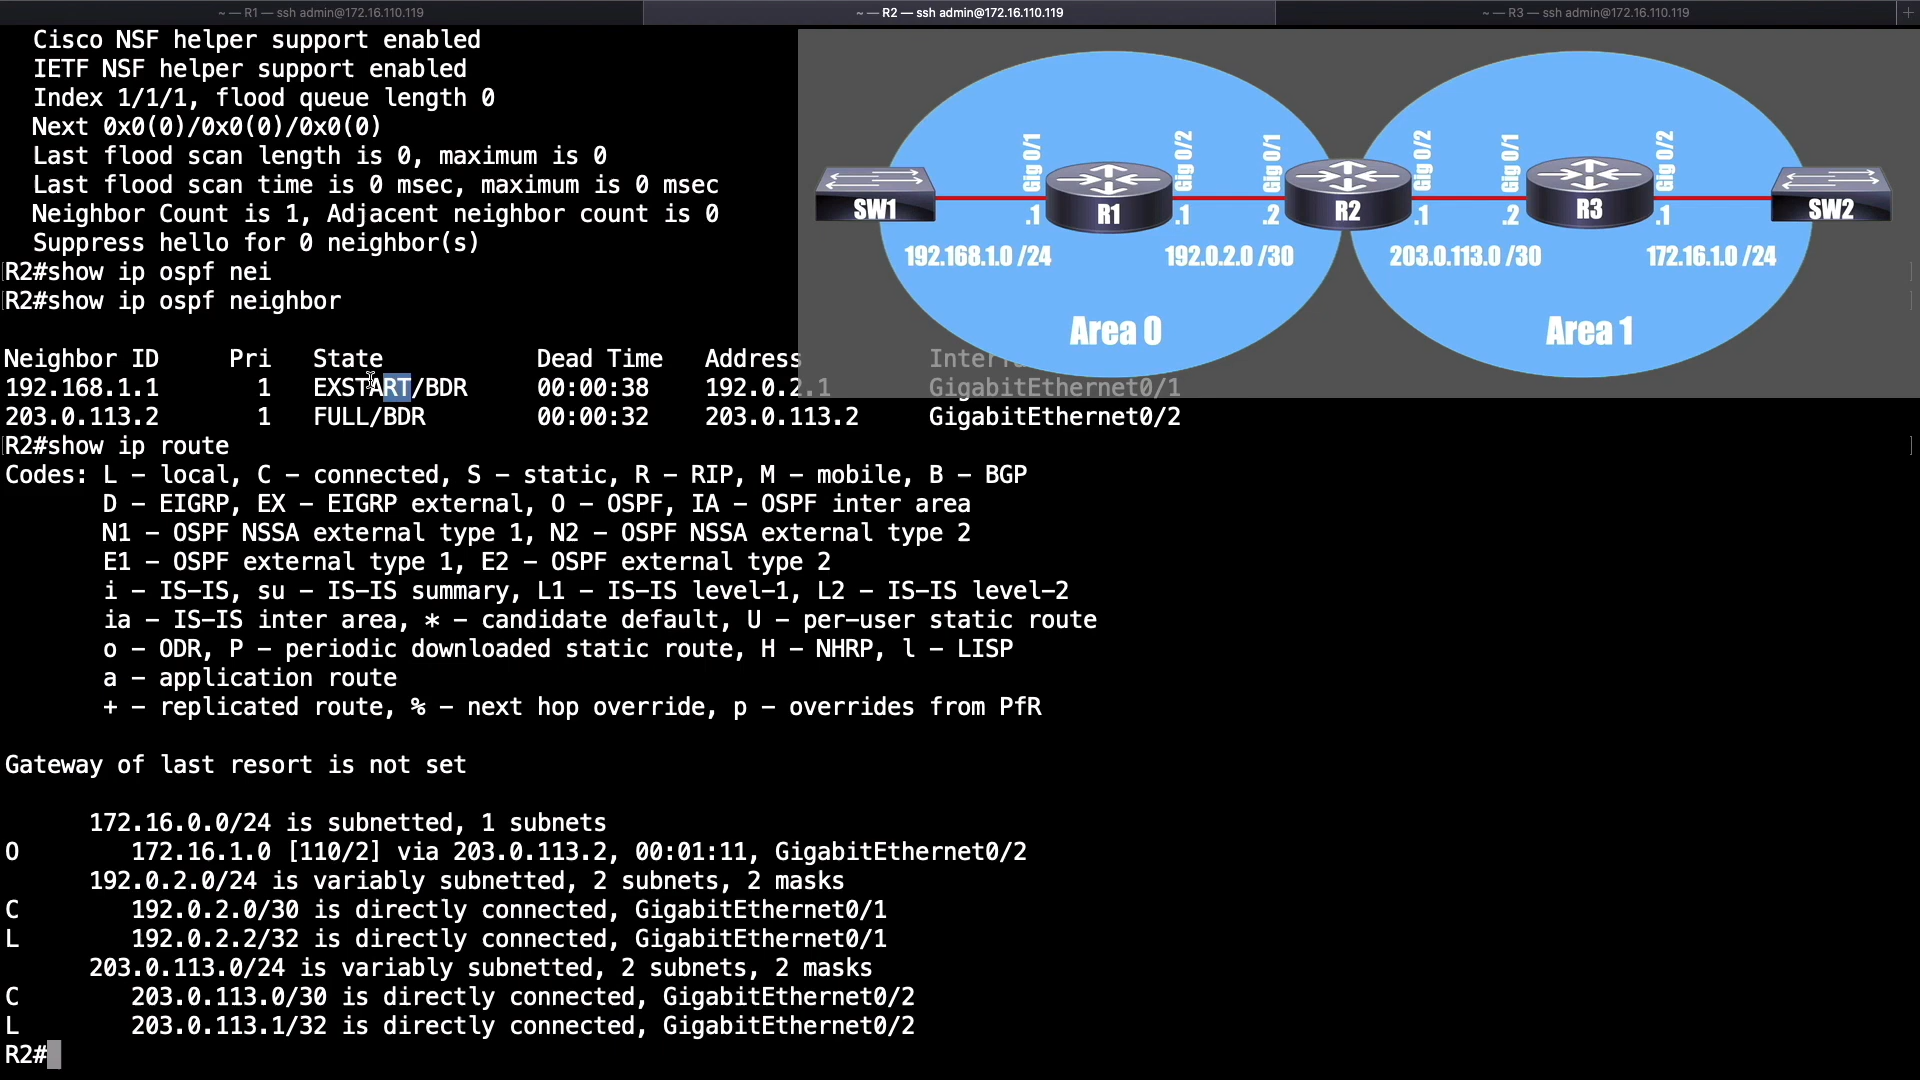 ~ — R1 — ssh admin@172.16.110.119
~ — R2 — ssh admin@172.16.110.119
~ — R3 — ssh admin@172.16.110.119
+
Cisco NSF helper support enabled
IETF NSF helper support enabled
Index 1/1/1, flood queue length 0
Next 0x0(0)/0x0(0)/0x0(0)
Last flood scan length is 0, maximum is 0
Last flood scan time is 0 msec, maximum is 0 msec
Neighbor Count is 1, Adjacent neighbor count is 0
Suppress hello for 0 neighbor(s)
R2#show ip ospf nei
R2#show ip ospf neighbor
Neighbor ID Pri State Dead Time Address
192.168.1.1 1 EXSTART/BDR 00:00:38 192.0.2.1 GigabitEthernet0/1
203.0.113.2 1 FULL/BDR 00:00:32 203.0.113.2 GigabitEthernet0/2
R2#show ip route
Codes: L – local, C – connected, S – static, R – RIP, M – mobile, B – BGP
D – EIGRP, EX – EIGRP external, O – OSPF, IA – OSPF inter area
N1 – OSPF NSSA external type 1, N2 – OSPF NSSA external type 2
E1 – OSPF external type 1, E2 – OSPF external type 2
i – IS-IS, su – IS-IS summary, L1 – IS-IS level-1, L2 – IS-IS level-2
ia – IS-IS inter area, * – candidate default, U – per-user static route
o – ODR, P – periodic downloaded static route, H – NHRP, l – LISP
a – application route
+ – replicated route, % – next hop override, p – overrides from PfR
Gateway of last resort is not set
172.16.0.0/24 is subnetted, 1 subnets
O 172.16.1.0 [110/2] via 203.0.113.2, 00:01:11, GigabitEthernet0/2
192.0.2.0/24 is variably subnetted, 2 subnets, 2 masks
C 192.0.2.0/30 is directly connected, GigabitEthernet0/1
L 192.0.2.2/32 is directly connected, GigabitEthernet0/1
203.0.113.0/24 is variably subnetted, 2 subnets, 2 masks
C 203.0.113.0/30 is directly connected, GigabitEthernet0/2
L 203.0.113.1/32 is directly connected, GigabitEthernet0/2
R2#
Gig 0/1
Gig 0/2
Gig 0/1
Gig 0/2
Gig 0/1
Gig 0/2
SW1
.1
R1
.1
.2
R2
.1
.2
R3
.1
SW2
192.168.1.0 /24
192.0.2.0 /30
203.0.113.0 /30
172.16.1.0 /24
Area 0
Area 1